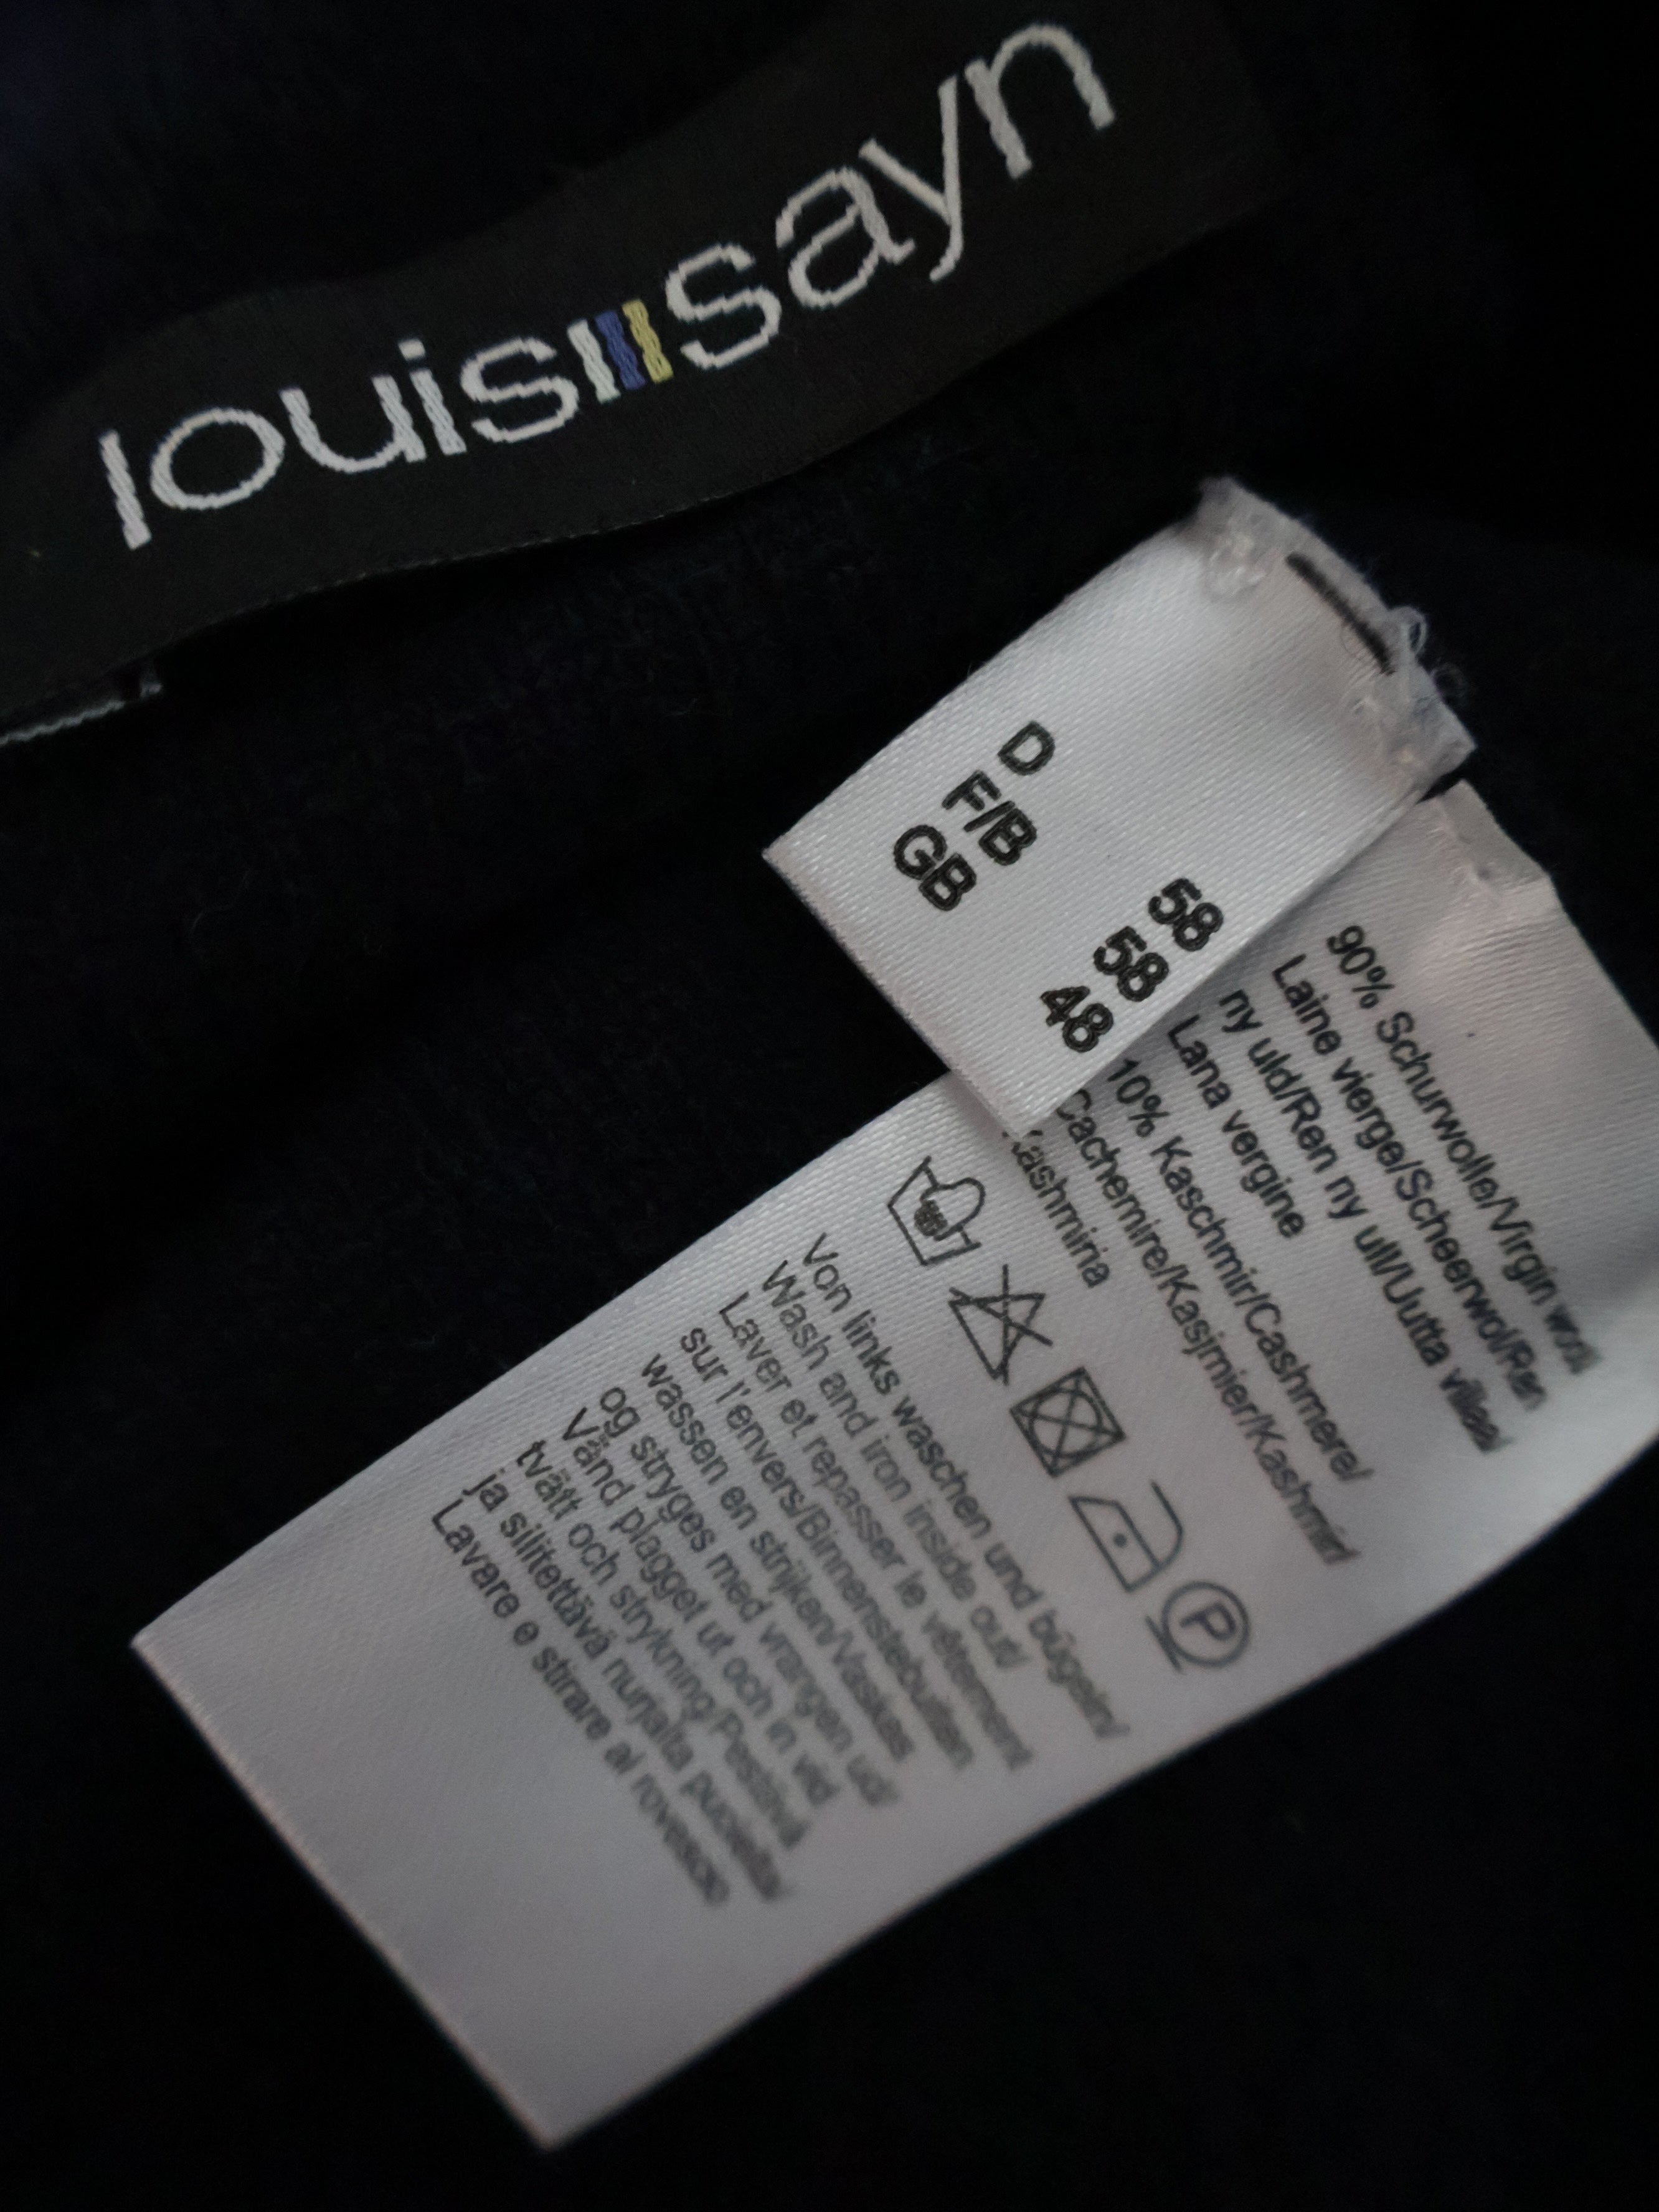 louis sayn
D 58
F/B 58
GB 48
90% Schurwolle/Virgin wool/
Laine vierge/Scheerwol/Ren
ny uld/Ren ny ull/Uutta villaa/
Lana vergine
10% Kaschmir/Cashmere/
Cachemire/Kasjmier/Kashmir/
Kashmiria
P
Von links waschen und bügeln/
Wash and iron inside out/
Laver et repasser le vêtement
sur l'envers/Binnenstebuiten
wassen en strijken/Vaskes
og stryges med vrangen ud/
Vänd plagget ut och in vid
tvätt och strykning/Pestävä
ja silitettävä nurjalta puolelta/
Lavare e stirare al rovescio